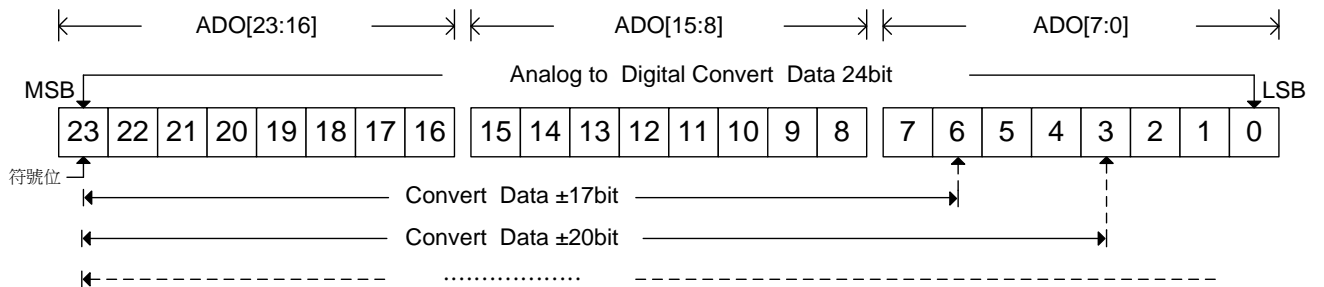 ADO[23:16] ADO[15:8] ADO[7:0]
Analog to Digital Convert Data 24bit
MSB LSB
23 22 21 20 19 18 17 16 15 14 13 12 11 10 9 8 7 6 5 4 3 2 1 0
符號位
Convert Data ±17bit
Convert Data ±20bit
..................